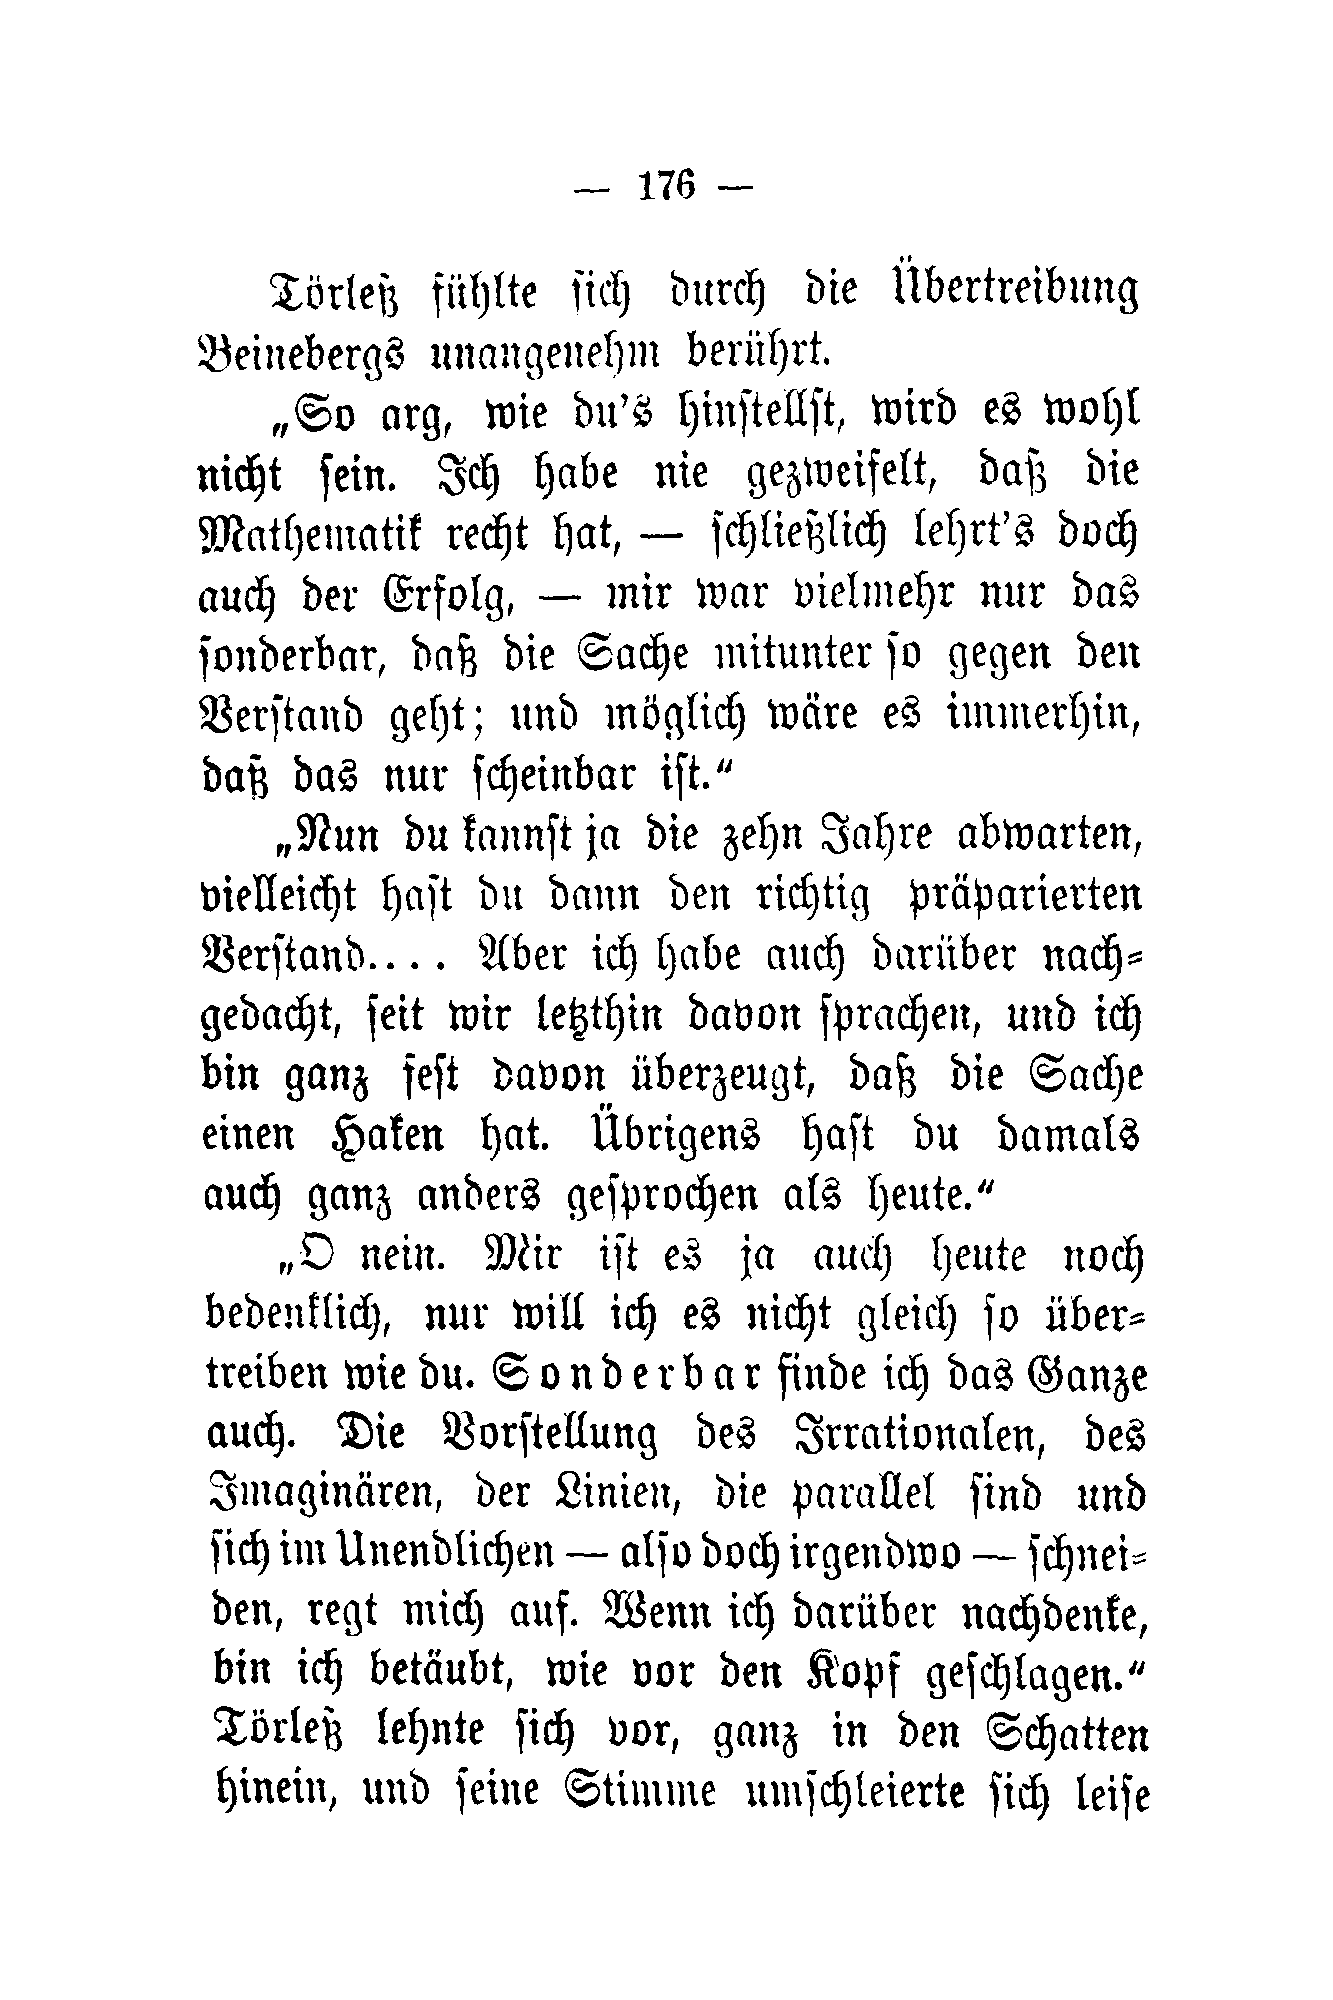 — 176 —
Törleß fühlte sich durch die Übertreibung
Beinebergs unangenehm berührt.
„So arg, wie du's hinstellst, wird es wohl
nicht sein. Ich habe nie gezweifelt, daß die
Mathematik recht hat, — schließlich lehrt's doch
auch der Erfolg, — mir war vielmehr nur das
sonderbar, daß die Sache mitunter so gegen den
Verstand geht; und möglich wäre es immerhin,
daß das nur scheinbar ist.“
„Nun du kannst ja die zehn Jahre abwarten,
vielleicht hast du dann den richtig präparierten
Verstand.... Aber ich habe auch darüber nach-
gedacht, seit wir letzthin davon sprachen, und ich
bin ganz fest davon überzeugt, daß die Sache
einen Haken hat. Übrigens hast du damals
auch ganz anders gesprochen als heute.“
„O nein. Mir ist es ja auch heute noch
bedenklich, nur will ich es nicht gleich so über-
treiben wie du. Sonderbar finde ich das Ganze
auch. Die Vorstellung des Irrationalen, des
Imaginären, der Linien, die parallel sind und
sich im Unendlichen — also doch irgendwo — schnei-
den, regt mich auf. Wenn ich darüber nachdenke,
bin ich betäubt, wie vor den Kopf geschlagen.“
Törleß lehnte sich vor, ganz in den Schatten
hinein, und seine Stimme umschleierte sich leise